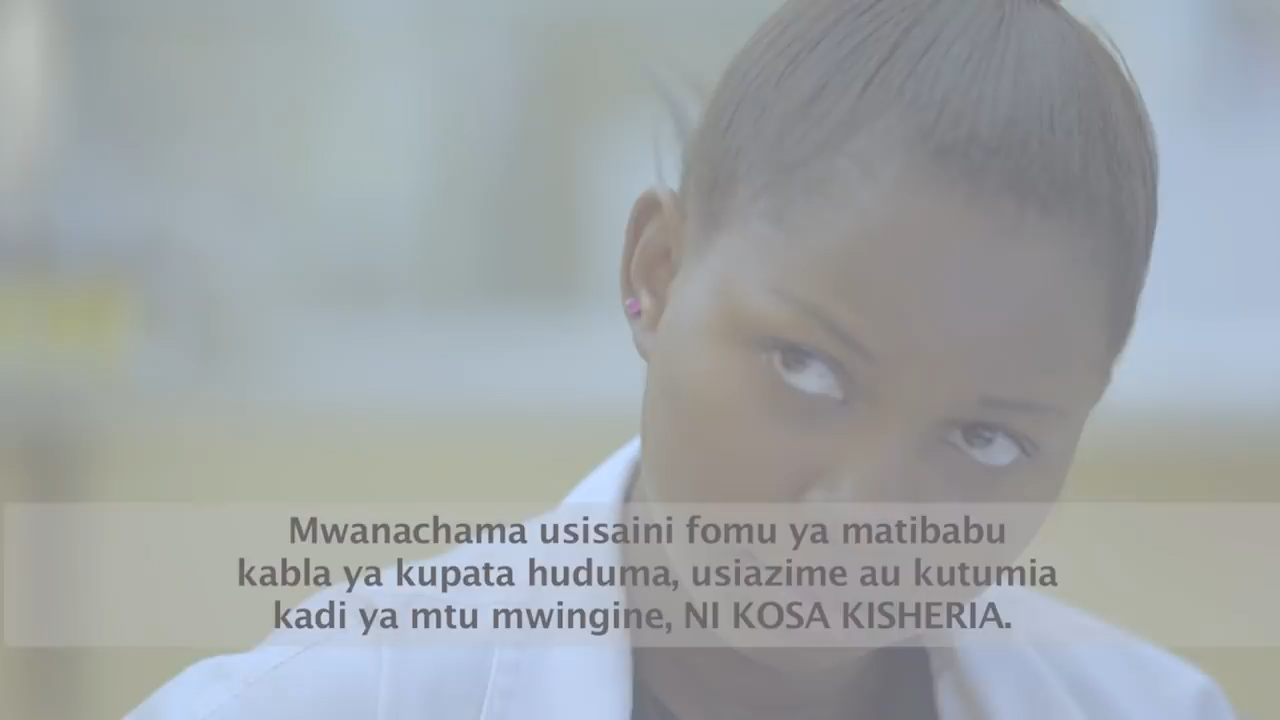 Mwanachama usisaini fomu ya matibabu
kabla ya kupata huduma, usiazime au kutumia
kadi ya mtu mwingine, NI KOSA KISHERIA.